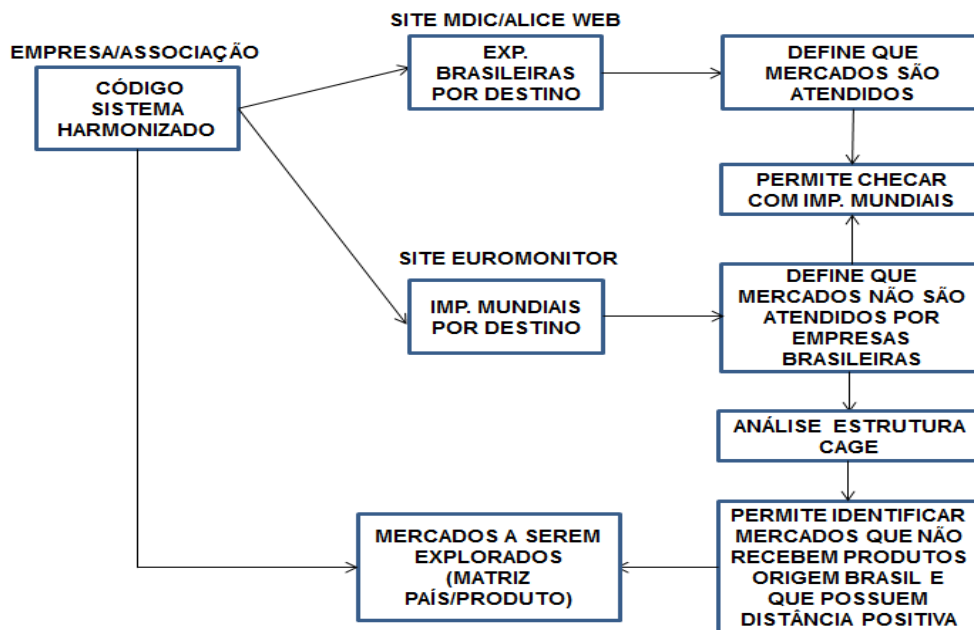 SITE MDIC/ALICE WEB
EMPRESA/ASSOCIAÇÃO
CÓDIGO
SISTEMA
HARMONIZADO
EXP.
BRASILEIRAS
POR DESTINO
DEFINE QUE
MERCADOS SÃO
ATENDIDOS
PERMITE CHECAR
COM IMP. MUNDIAIS
SITE EUROMONITOR
IMP. MUNDIAIS
POR DESTINO
DEFINE QUE
MERCADOS NÃO SÃO
ATENDIDOS POR
EMPRESAS
BRASILEIRAS
ANÁLISE ESTRUTURA
CAGE
MERCADOS A SEREM
EXPLORADOS
(MATRIZ
PAÍS/PRODUTO)
PERMITE IDENTIFICAR
MERCADOS QUE NÃO
RECEBEM PRODUTOS
ORIGEM BRASIL E
QUE POSSUEM
DISTÂNCIA POSITIVA